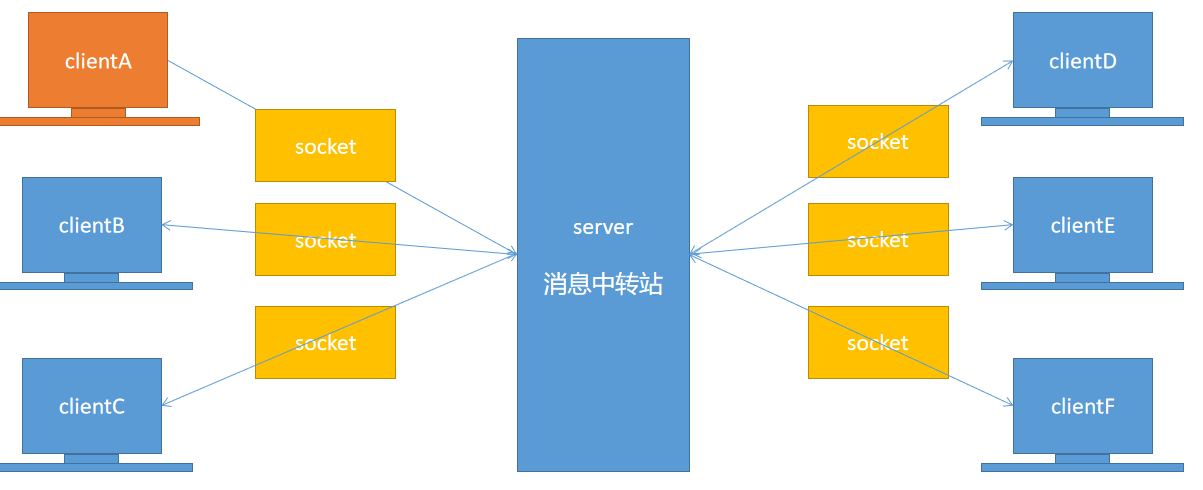 clientA
socket
clientB
socket
clientC
socket
server
消息中转站
clientD
socket
clientE
socket
clientF
socket